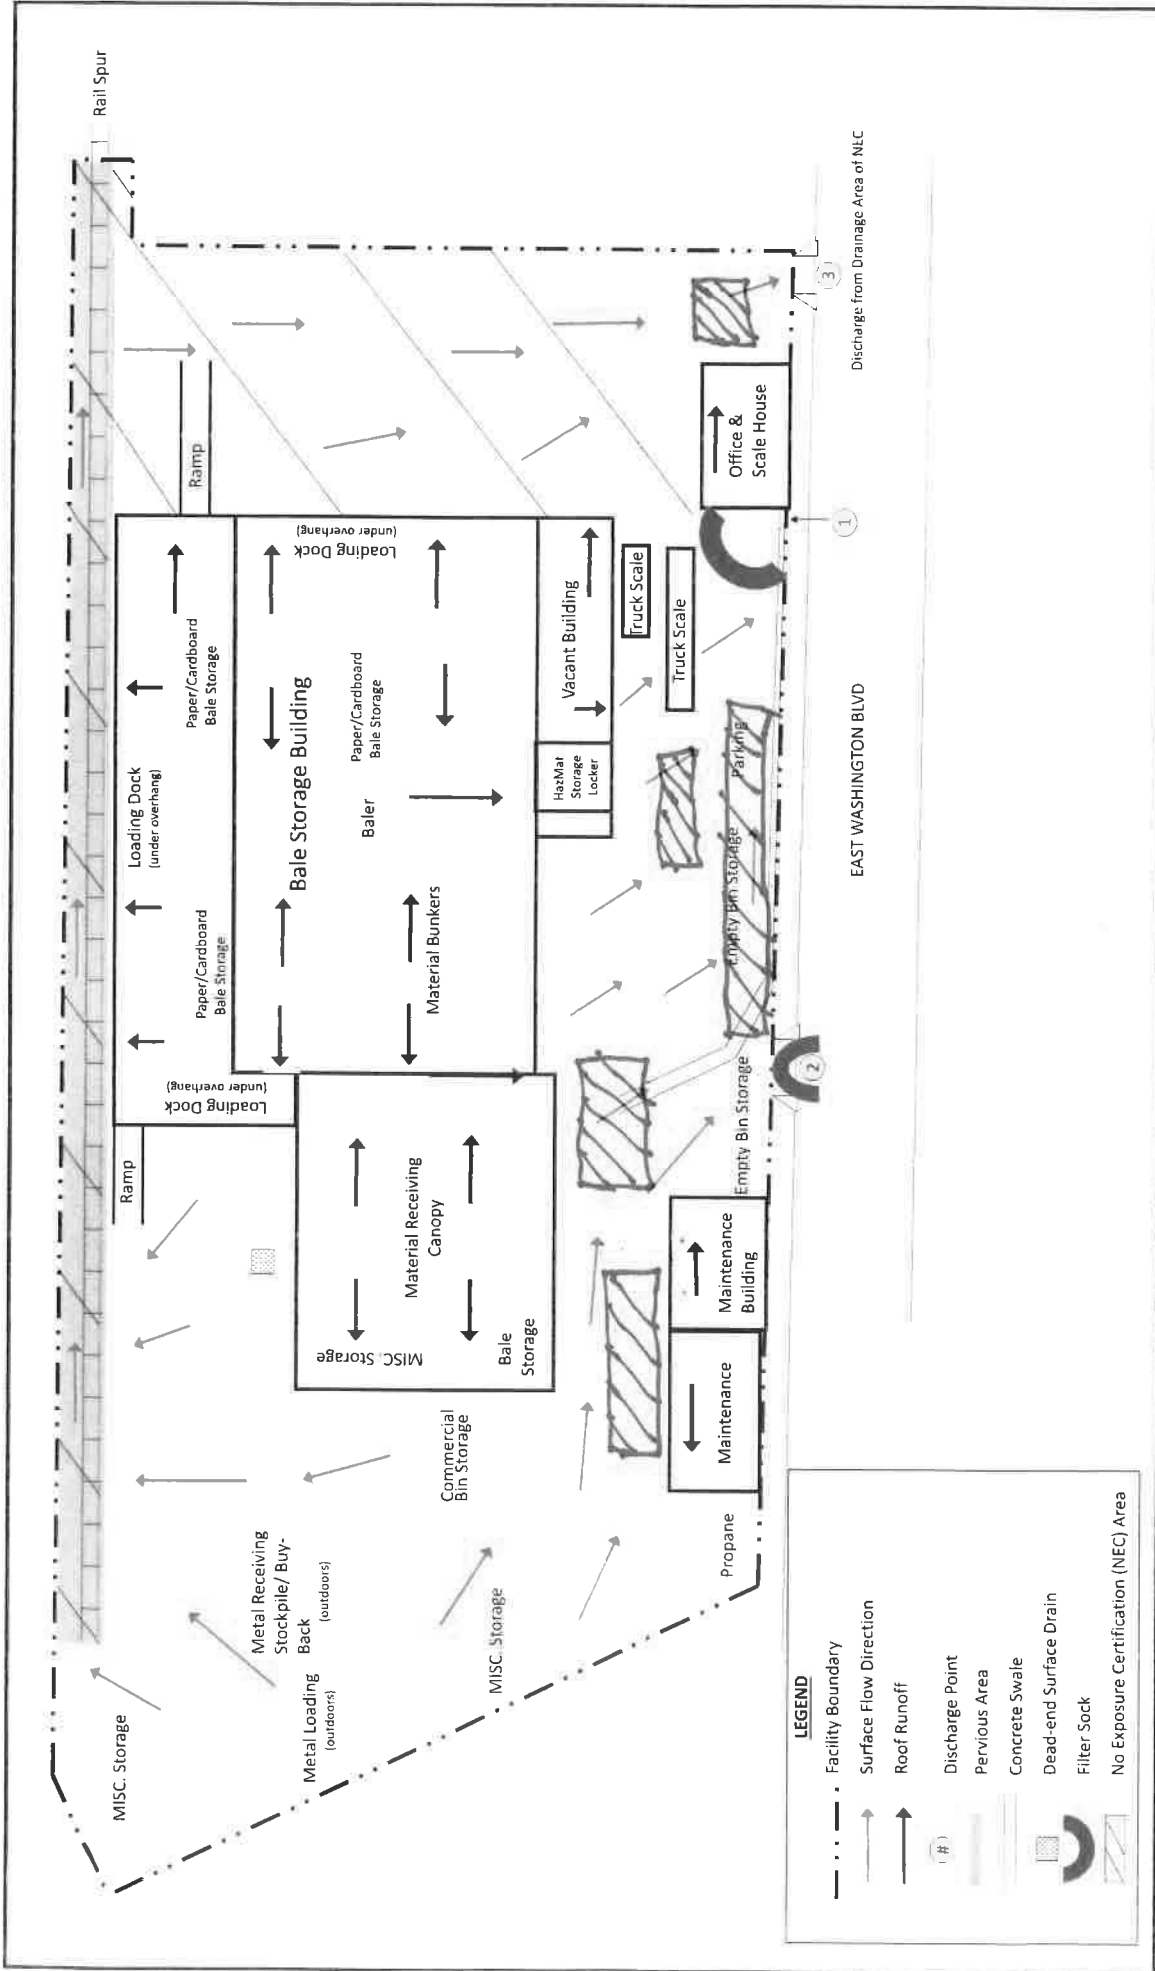 Rail Spur
Ramp
Loading Dock
(under overhang)
Paper/Cardboard
Bale Storage
Loading Dock
(under overhang)
Paper/Cardboard
Bale Storage
Loading Dock
(under overhang)
Ramp
Bale Storage Building
Paper/Cardboard
Bale Storage
Baler
Material Bunkers
Vacant Building
HazMat
Storage
Locker
Truck Scale
Truck Scale
Office &
Scale House
Material Receiving
Canopy
MISC. Storage
Bale
Storage
Parking
Empty Bin Storage
Empty Bin Storage
Maintenance
Building
Maintenance
Commercial
Bin Storage
Metal Receiving
Stockpile/ Buy-
Back
(outdoors)
Metal Loading
(outdoors)
MISC. Storage
MISC. Storage
Propane
1
2
3
Discharge from Drainage Area of NEC
EAST WASHINGTON BLVD
LEGEND
Facility Boundary
Surface Flow Direction
Roof Runoff
# Discharge Point
Pervious Area
Concrete Swale
Dead-end Surface Drain
Filter Sock
No Exposure Certification (NEC) Area